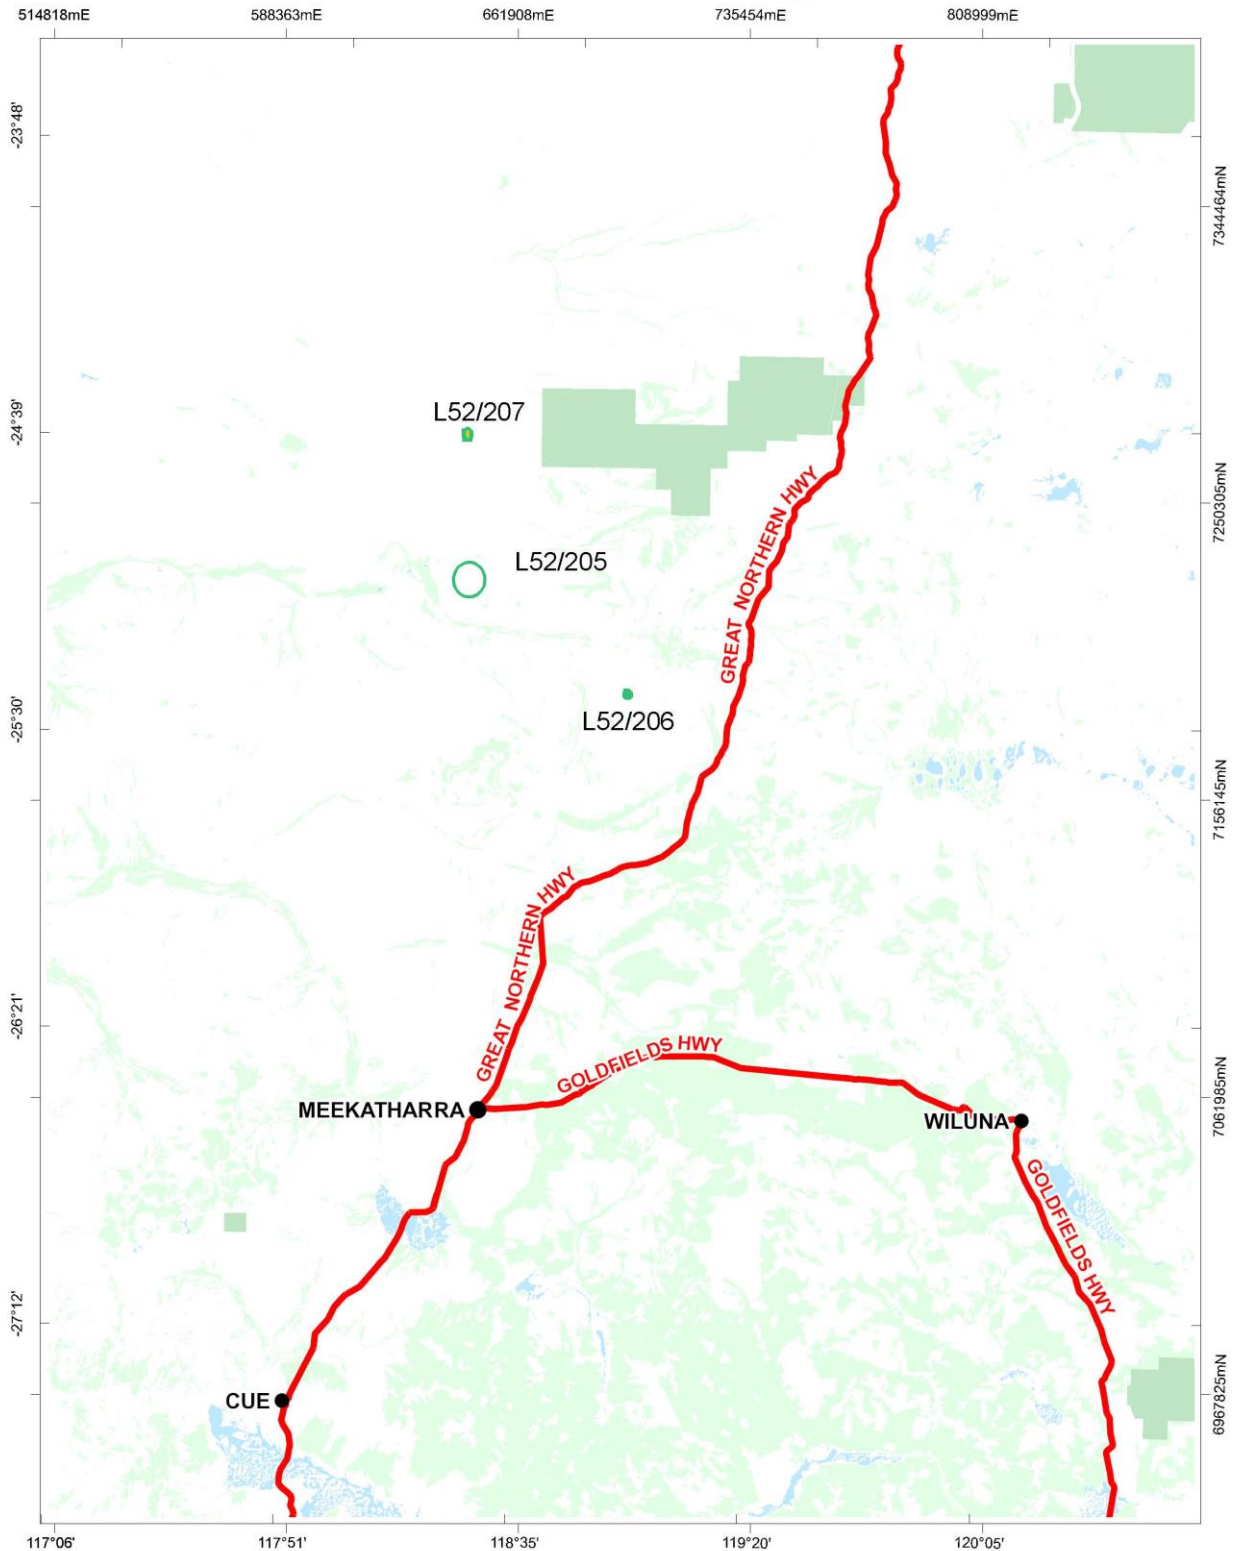 514818mE 588363mE 661908mE 735454mE 808999mE
-23°48'
7344464mN
L52/207
-24°39'
7250305mN
GREAT NORTHERN HWY
L52/205
L52/206
-25°30'
7156145mN
GREAT NORTHERN HWY
-26°21'
GOLDFIELDS HWY
7061985mN
MEEKATHARRA
WILUNA
GOLDFIELDS HWY
-27°12'
6967825mN
CUE
117°06' 117°51' 118°35' 119°20' 120°05'